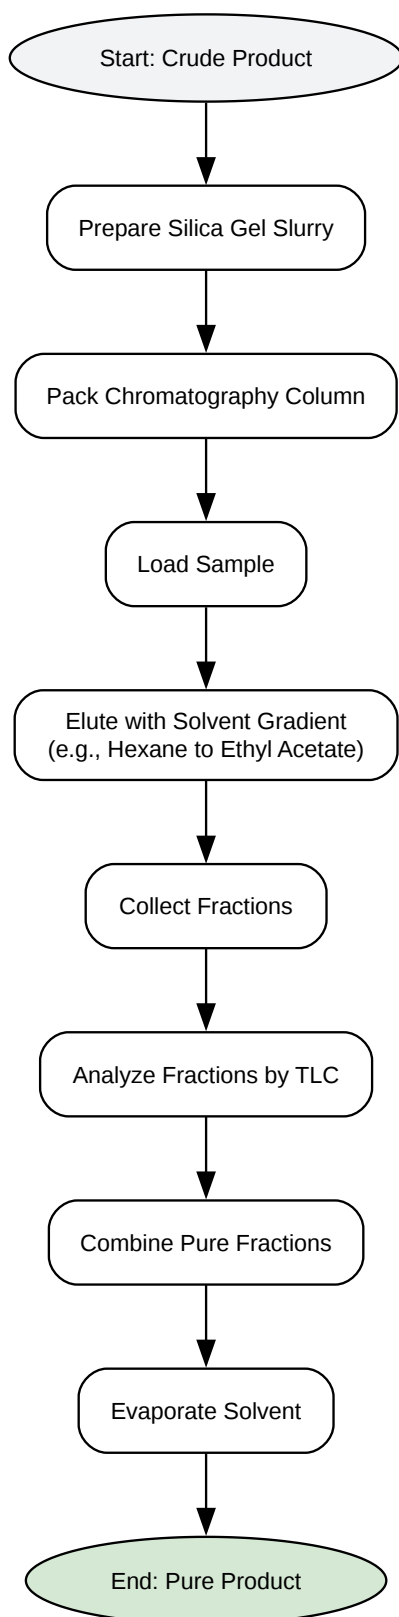 Start: Crude Product
Prepare Silica Gel Slurry
Pack Chromatography Column
Load Sample
Elute with Solvent Gradient
(e.g., Hexane to Ethyl Acetate)
Collect Fractions
Analyze Fractions by TLC
Combine Pure Fractions
Evaporate Solvent
End: Pure Product